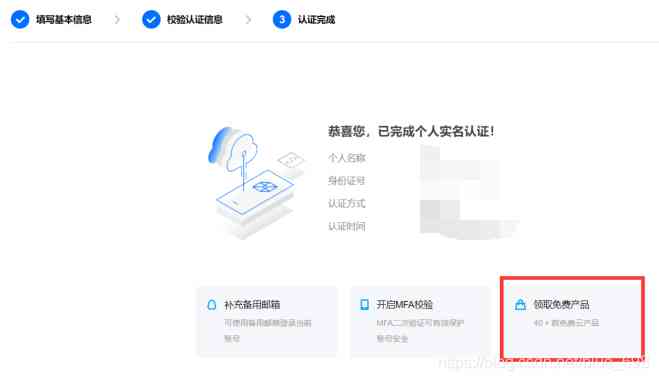 填写基本信息
校验认证信息
3 认证完成
恭喜您，已完成个人实名认证！
个人名称
身份证号
认证方式
认证时间
补充备用邮箱
可使用备用邮箱登录当前
账号
开启MFA校验
MFA二次验证可有效保护
账号安全
领取免费产品
40 + 款免费云产品